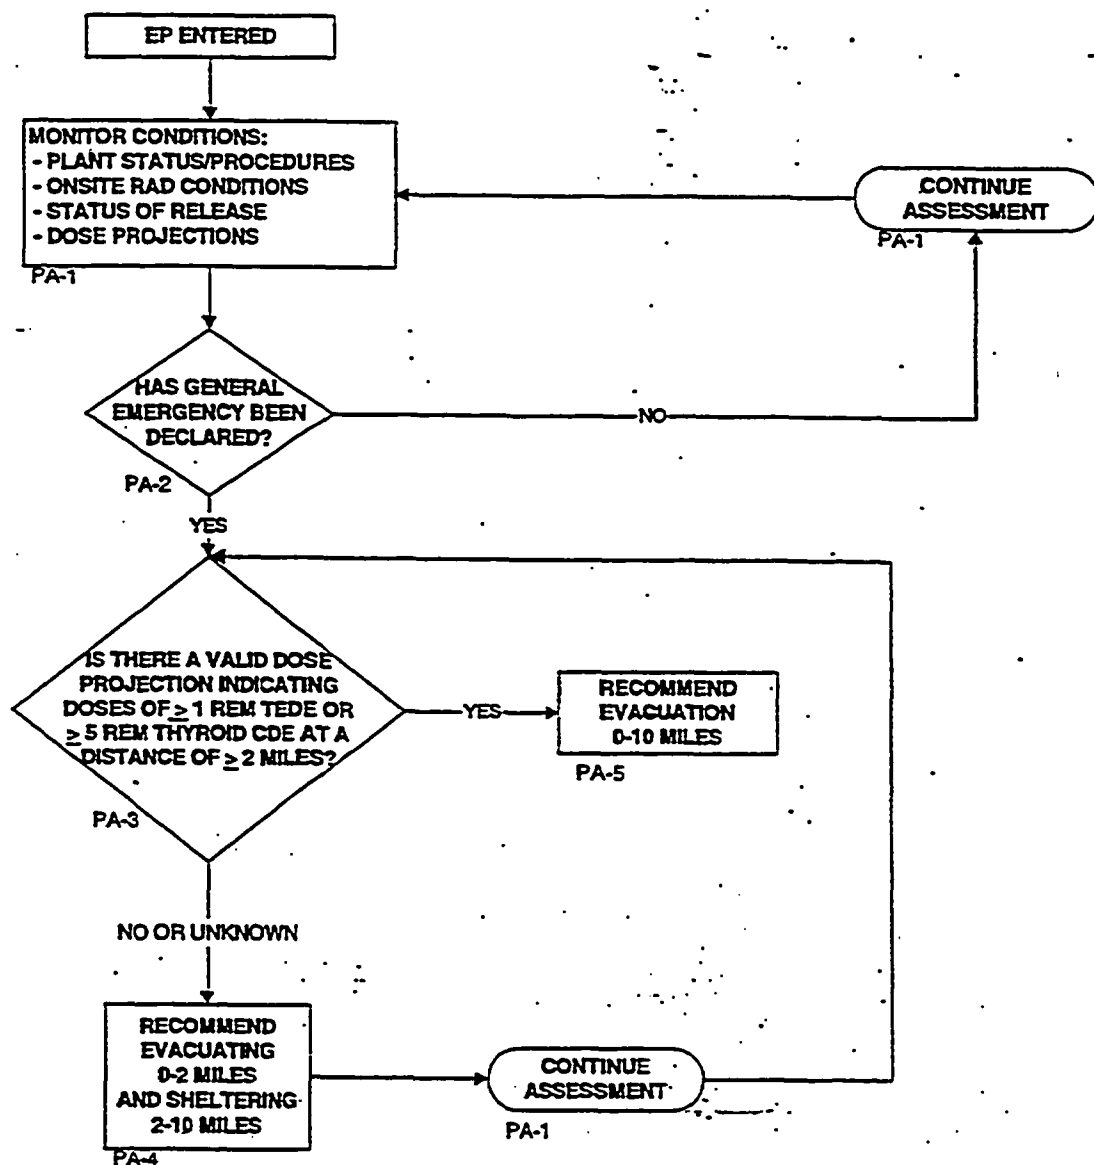 EP ENTERED
MONITOR CONDITIONS:
- PLANT STATUS/PROCEDURES
- ONSITE RAD CONDITIONS
- STATUS OF RELEASE
- DOSE PROJECTIONS
PA-1
CONTINUE
ASSESSMENT
PA-1
HAS GENERAL
EMERGENCY BEEN
DECLARED?
PA-2
NO
YES
IS THERE A VALID DOSE
PROJECTION INDICATING
DOSES OF ≥ 1 REM TEDE OR
≥ 5 REM THYROID CDE AT A
DISTANCE OF ≥ 2 MILES?
PA-3
YES
RECOMMEND
EVACUATION
0-10 MILES
PA-5
NO OR UNKNOWN
RECOMMEND
EVACUATING
0-2 MILES
AND SHELTERING
2-10 MILES
PA-4
CONTINUE
ASSESSMENT
PA-1